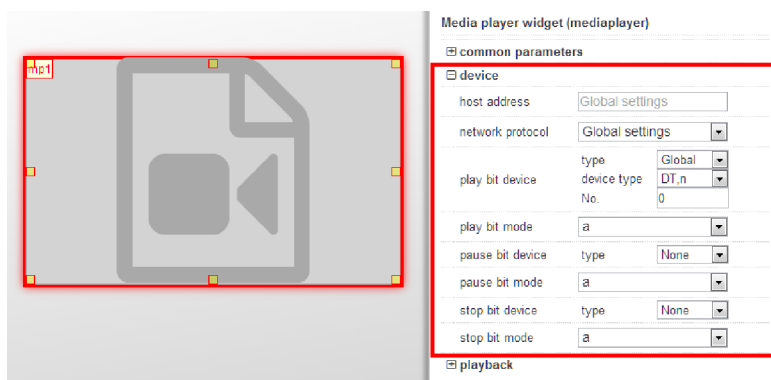 Media player widget (mediaplayer)
common parameters
mp1
device
host address Global settings
network protocol Global settings
play bit device type Global
device type DT,n
No. 0
play bit mode a
pause bit device type None
pause bit mode a
stop bit device type None
stop bit mode a
playback